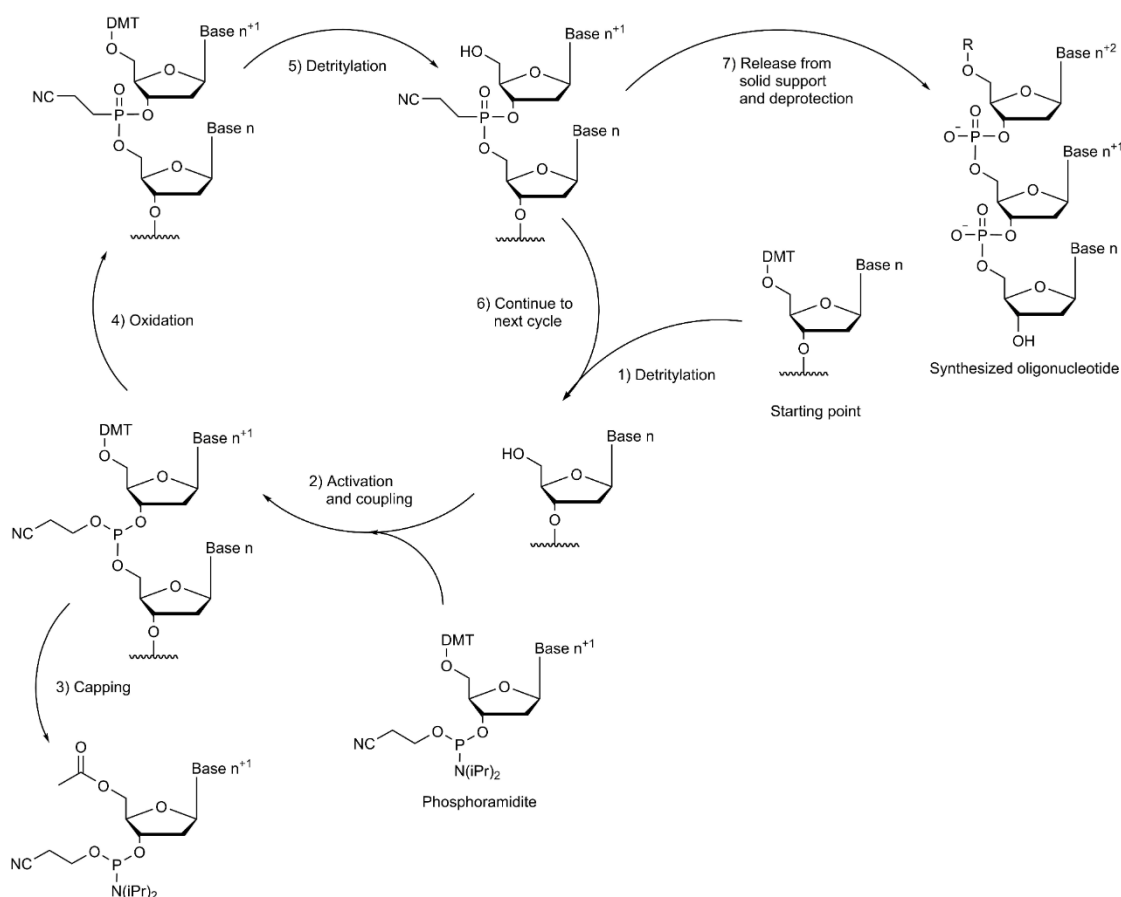 DMT
O
Base n+1
O
NC
O
P
O
O
Base n
O
O
5) Detritylation
HO
Base n+1
O
NC
O
P
O
O
Base n
O
O
7) Release from
solid support
and deprotection
R
O
Base n+2
O
O
-O
P
O
O
Base n+1
O
O
-O
P
O
O
Base n
O
OH
Synthesized oligonucleotide
4) Oxidation
6) Continue to
next cycle
DMT
O
Base n
O
O
1) Detritylation
Starting point
DMT
O
Base n+1
O
NC
O
P
O
O
Base n
O
O
2) Activation
and coupling
HO
Base n
O
O
3) Capping
DMT
O
Base n+1
O
NC
O
P
O
N(iPr)2
Phosphoramidite
O
O
Base n+1
O
NC
O
P
O
N(iPr)2